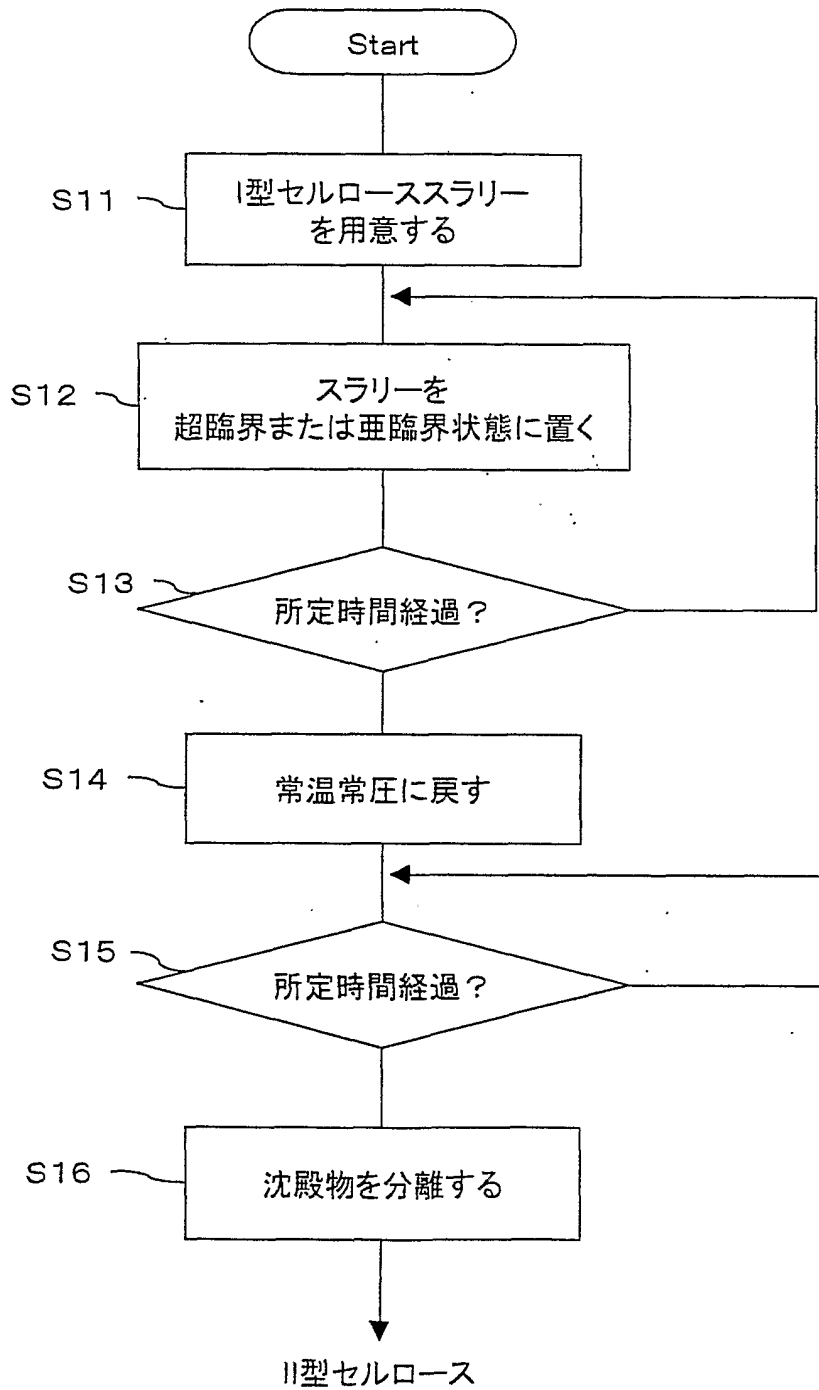 Start
S11
I型セルローススラリー
を用意する
S12
スラリーを
超臨界または亜臨界状態に置く
S13
所定時間経過?
S14
常温常圧に戻す
S15
所定時間経過?
S16
沈殿物を分離する
II型セルロース